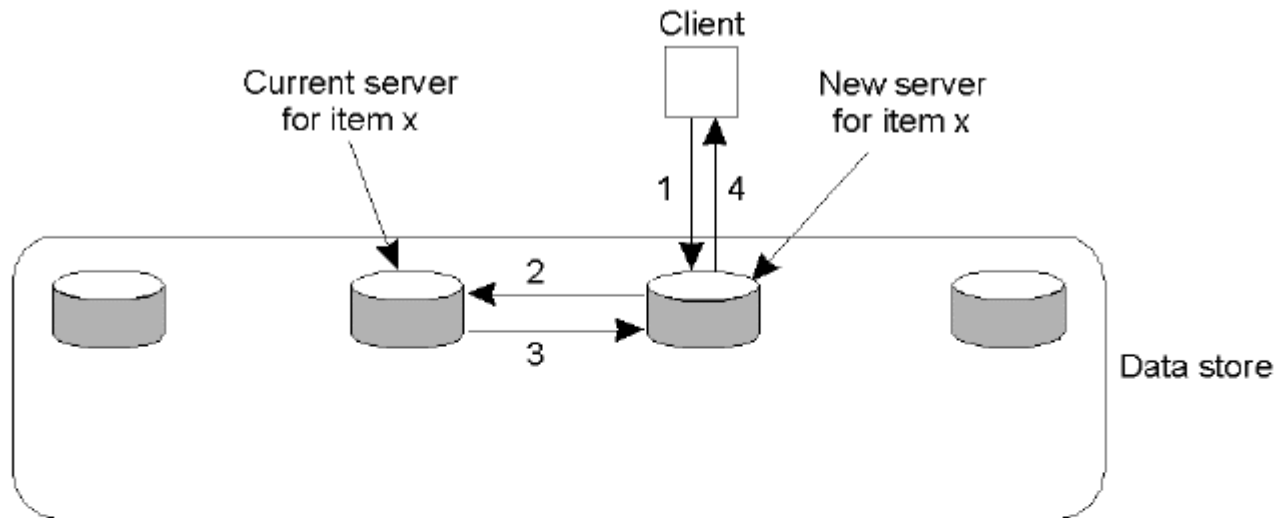 Client
Current server
for item x
New server
for item x
1
4
2
3
Data store